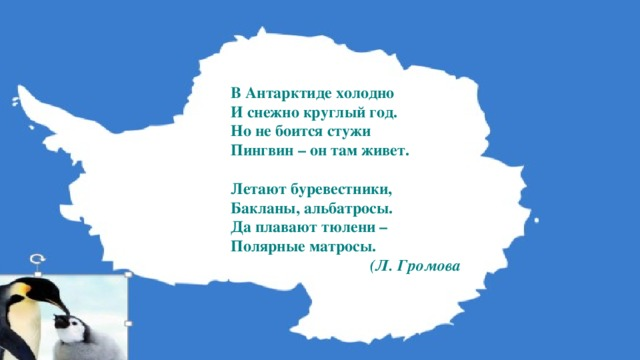 В Антарктиде холодно
И снежно круглый год.
Но не боится стужи
Пингвин – он там живет.

Летают буревестники,
Бакланы, альбатросы.
Да плавают тюлени –
Полярные матросы.
(Л. Громова